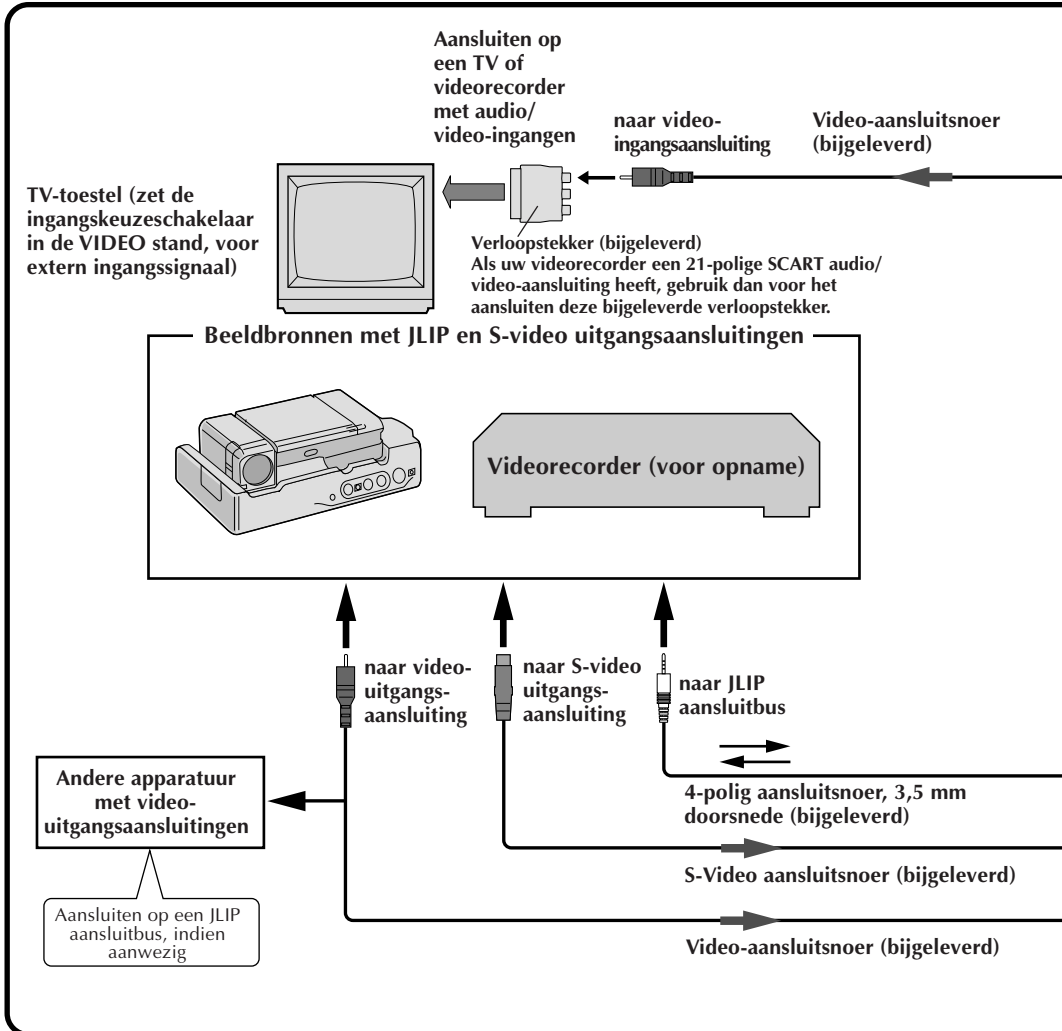 Aansluiten op
een TV of
videorecorder
met audio/
video-ingangen
naar video-
ingangsaansluiting
Video-aansluitsnoer
(bijgeleverd)
TV-toestel (zet de
ingangskeuzeschakelaar
in de VIDEO stand, voor
extern ingangssignaal)
Verloopstekker (bijgeleverd)
Als uw videorecorder een 21-polige SCART audio/
video-aansluiting heeft, gebruik dan voor het
aansluiten deze bijgeleverde verloopstekker.
Beeldbronnen met JLIP en S-video uitgangsaansluitingen
Videorecorder (voor opname)
naar video-
uitgangs-
aansluiting
naar S-video
uitgangs-
aansluiting
naar JLIP
aansluitbus
Andere apparatuur
met video-
uitgangsaansluitingen
Aansluiten op een JLIP
aansluitbus, indien
aanwezig
4-polig aansluitsnoer, 3,5 mm
doorsnede (bijgeleverd)
S-Video aansluitsnoer (bijgeleverd)
Video-aansluitsnoer (bijgeleverd)